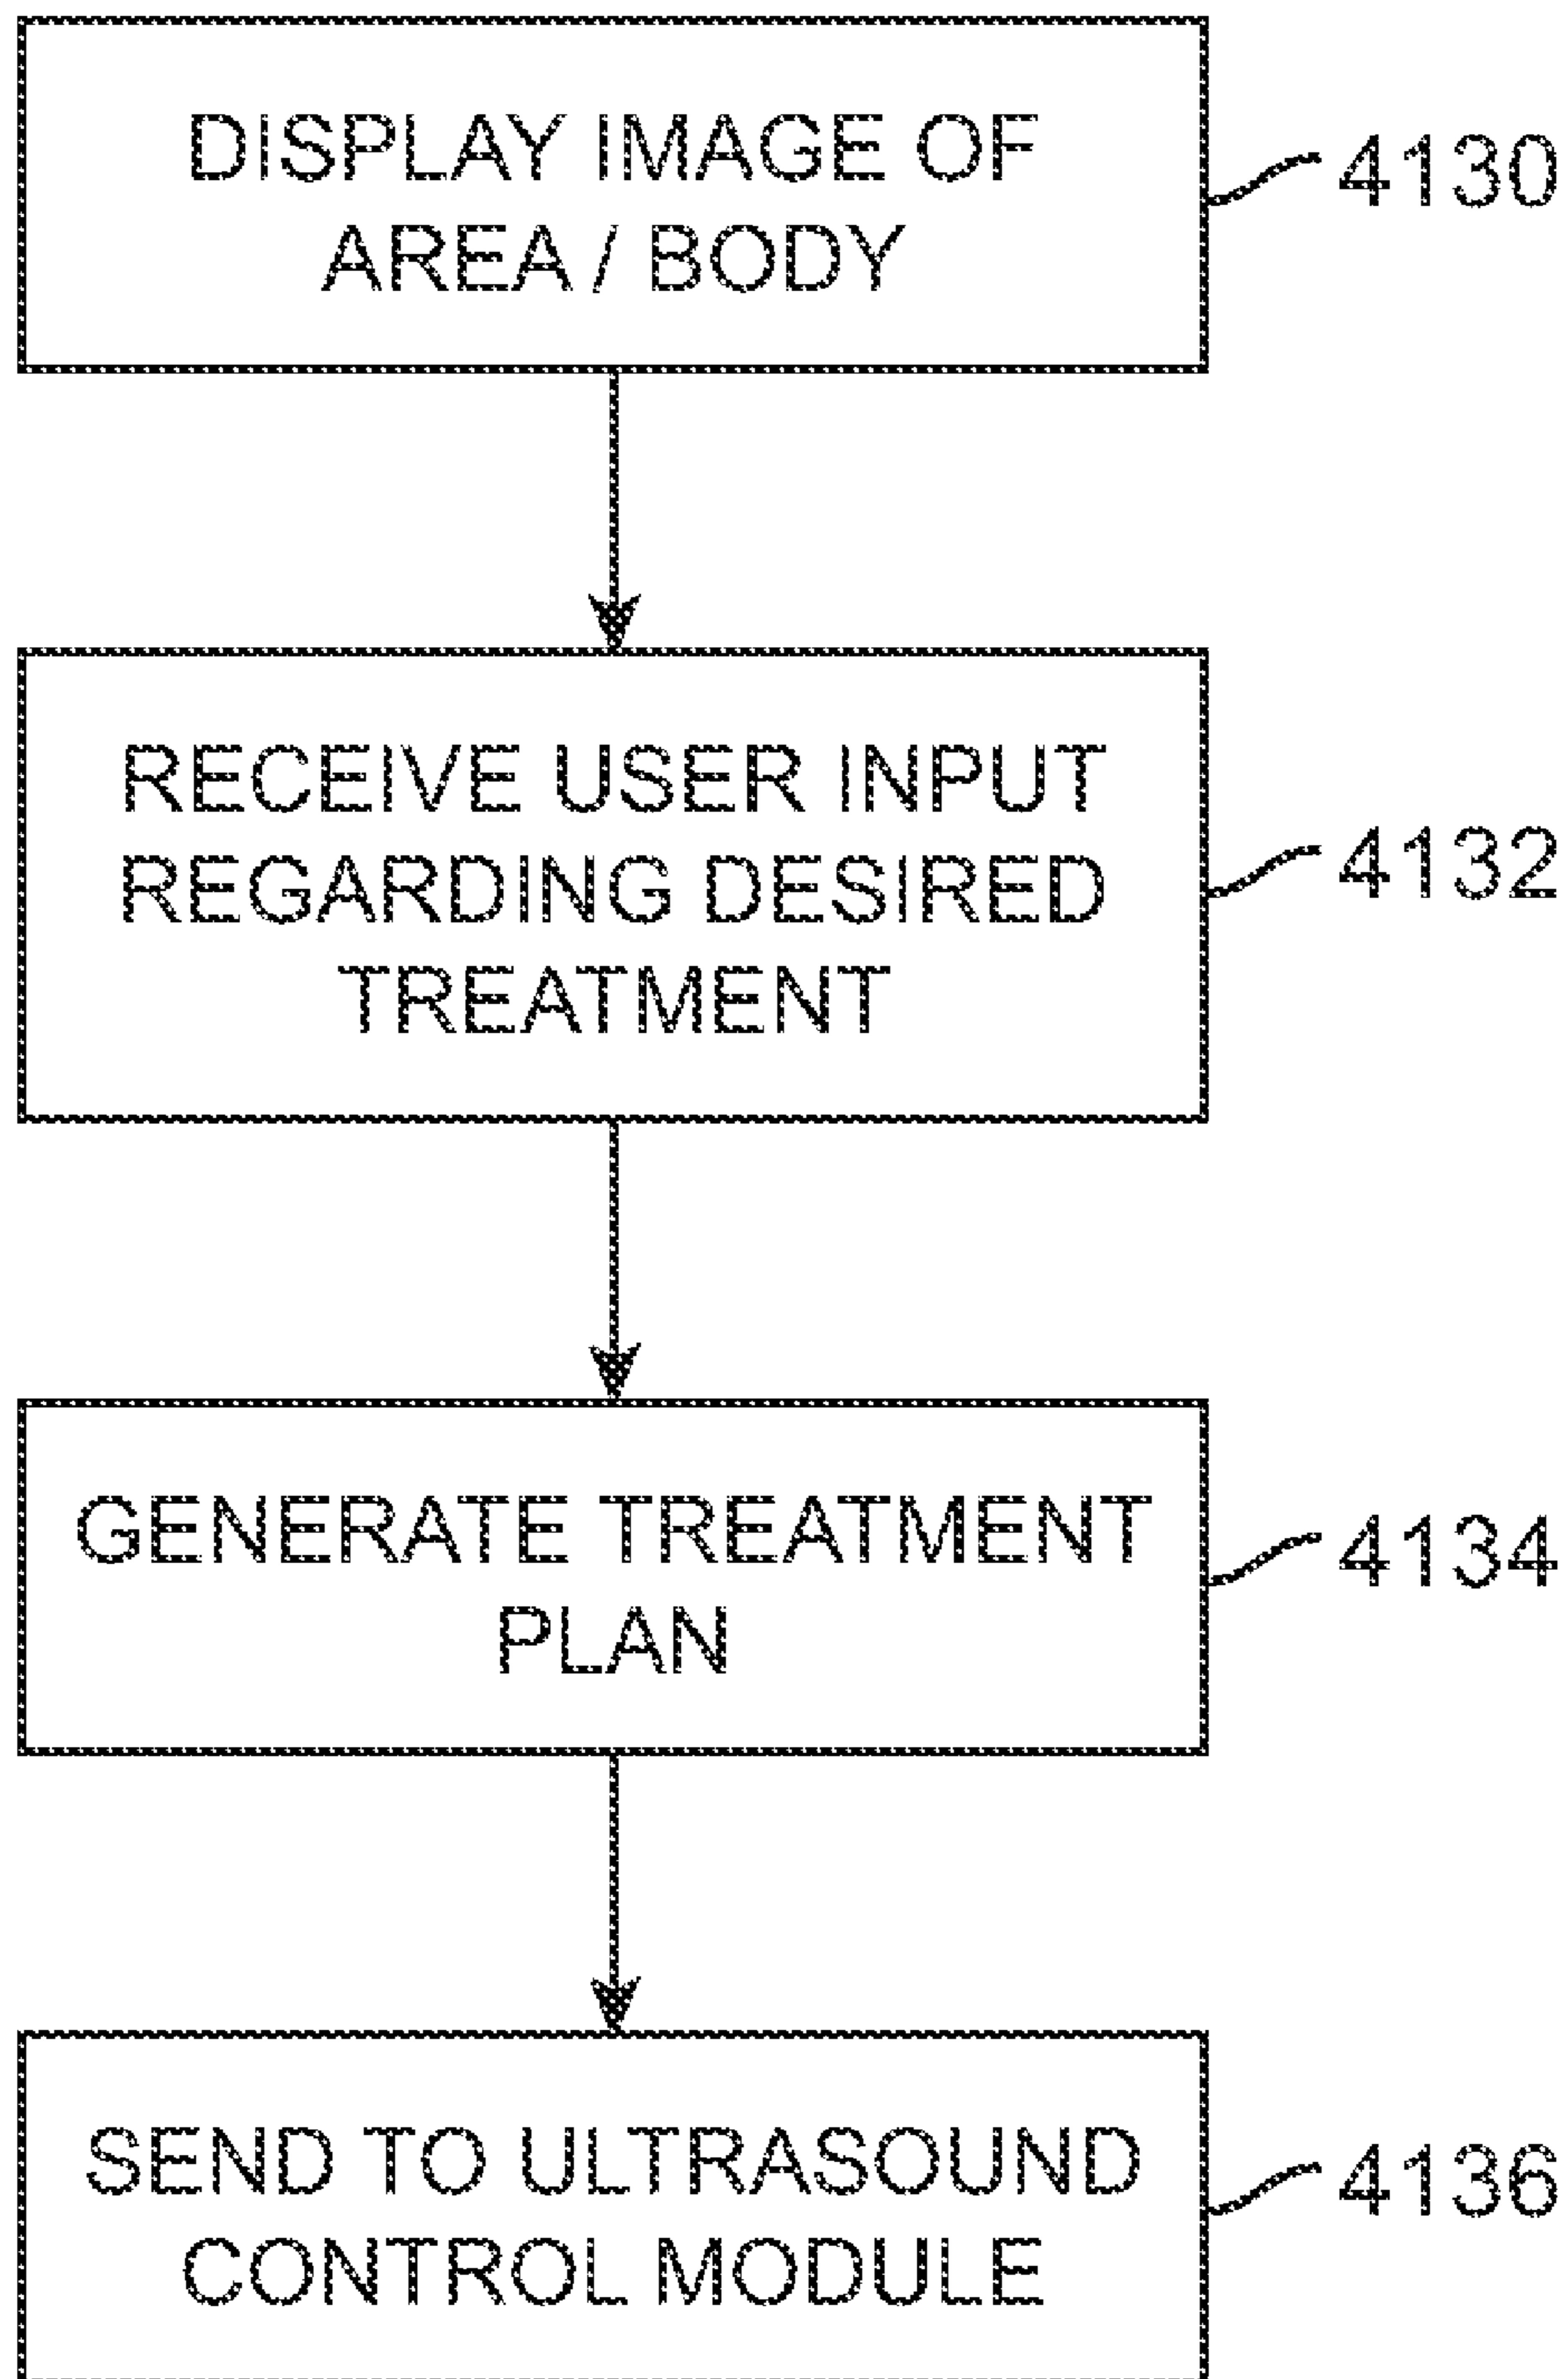 DISPLAY IMAGE OF
AREA / BODY
4130
RECEIVE USER INPUT
REGARDING DESIRED
TREATMENT
4132
GENERATE TREATMENT
PLAN
4134
SEND TO ULTRASOUND
CONTROL MODULE
4136